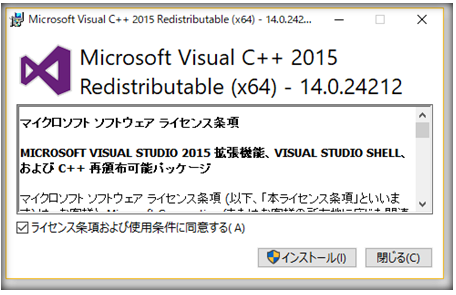 Microsoft Visual C++ 2015 Redistributable (x64) - 14.0.242...
Microsoft Visual C++ 2015
Redistributable (x64) - 14.0.24212
マイクロソフト ソフトウェア ライセンス条項
MICROSOFT VISUAL STUDIO 2015 拡張機能、VISUAL STUDIO SHELL、
および C++ 再頒布可能パッケージ
マイクロソフト ソフトウェア ライセンス条項 (以下、「本ライセンス条項」といいま
ライセンス条項および使用条件に同意する(A)
インストール(I)
閉じる(C)